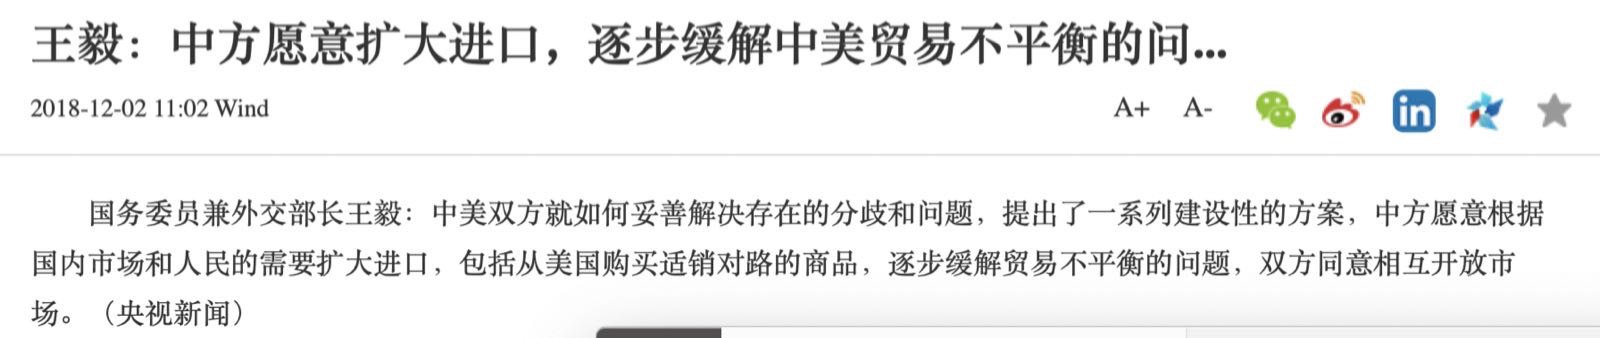 王毅：中方愿意扩大进口，逐步缓解中美贸易不平衡的问...
2018-12-02 11:02 Wind
A+ A-
in
国务委员兼外交部长王毅：中美双方就如何妥善解决存在的分歧和问题，提出了一系列建设性的方案，中方愿意根据
国内市场和人民的需要扩大进口，包括从美国购买适销对路的商品，逐步缓解贸易不平衡的问题，双方同意相互开放市
场。（央视新闻）